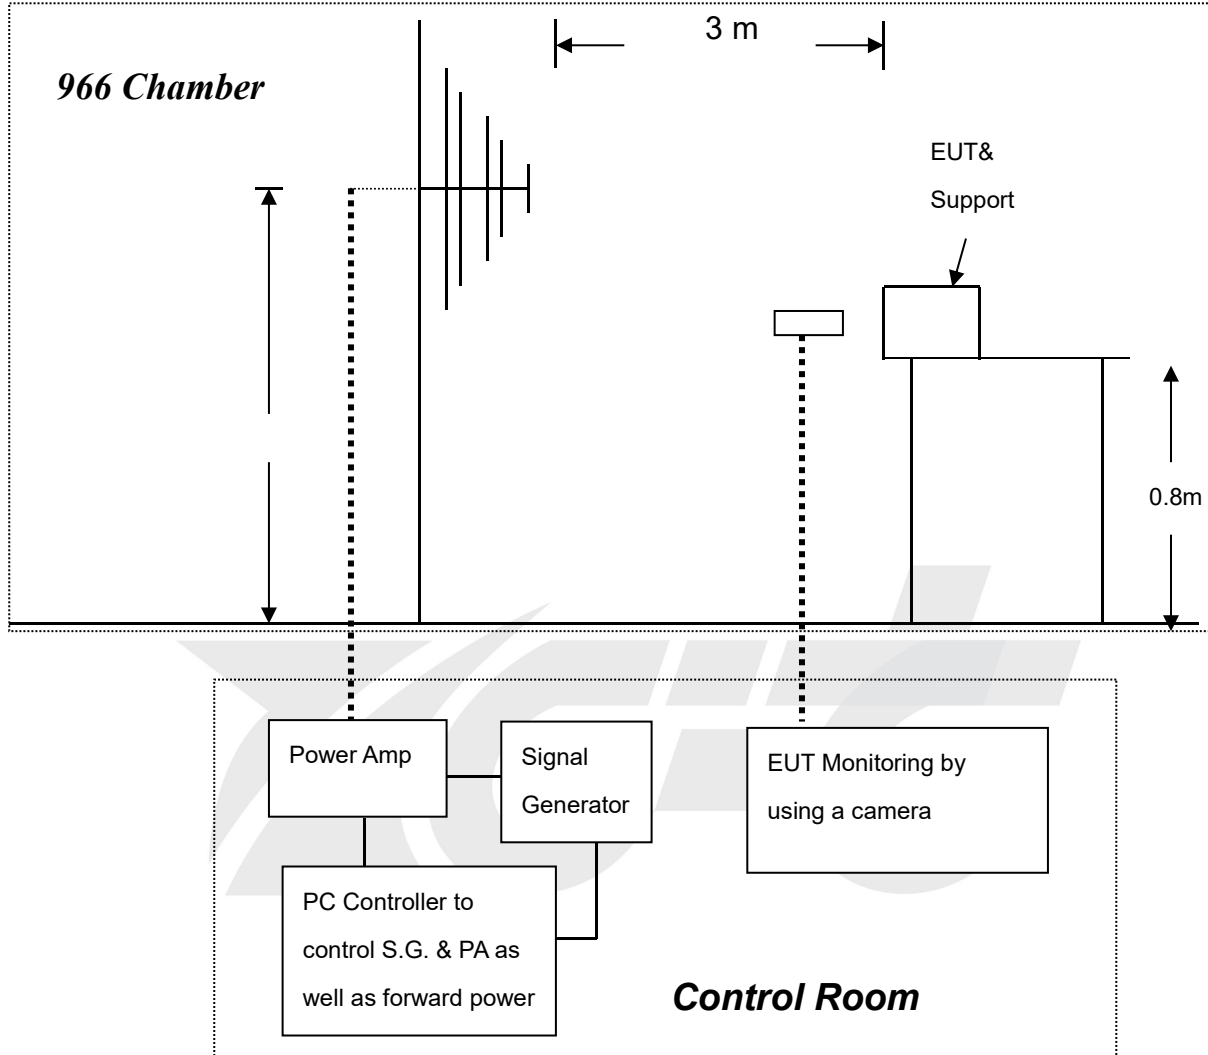 3 m
966 Chamber
EUT&
Support
0.8m
Power Amp
Signal
Generator
EUT Monitoring by
using a camera
PC Controller to
control S.G. & PA as
well as forward power
Control Room